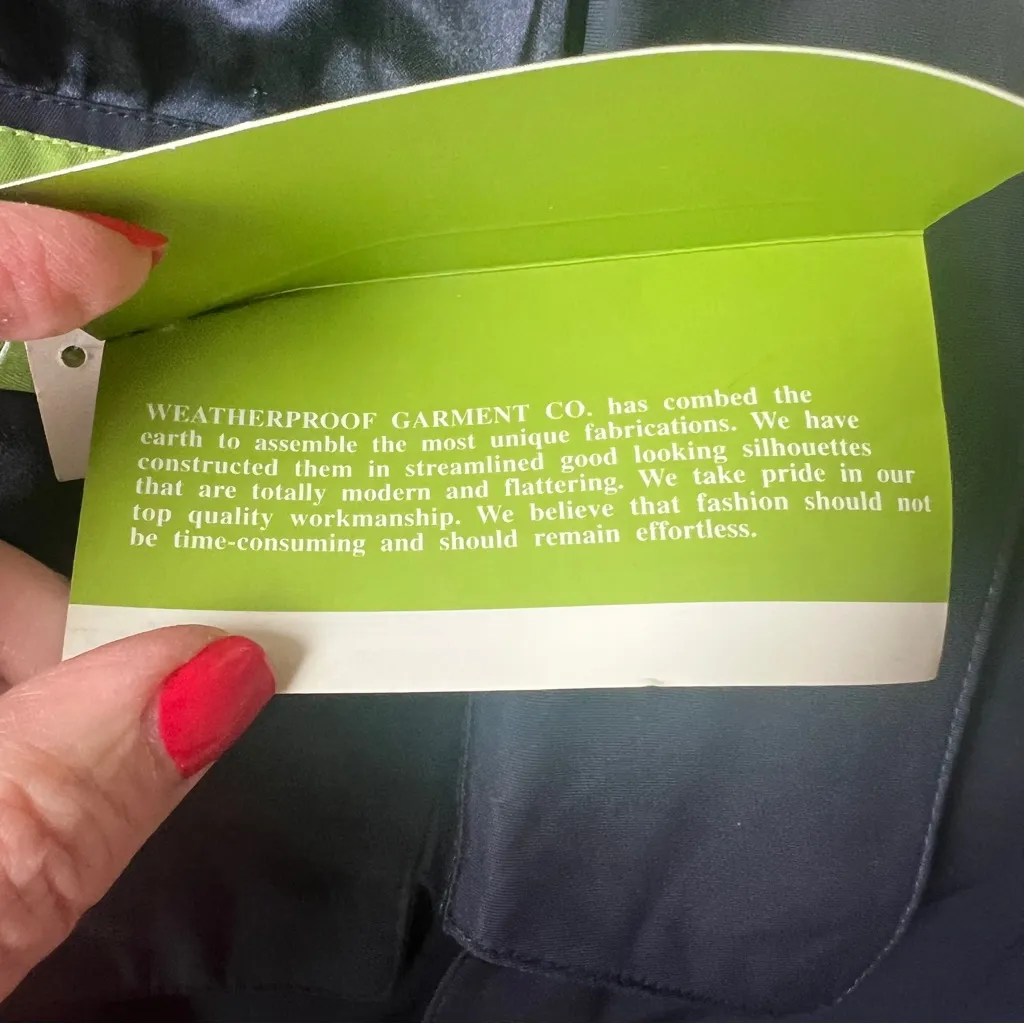 WEATHERPROOF GARMENT CO. has combed the
earth to assemble the most unique fabrications. We have
constructed them in streamlined good looking silhouettes
that are totally modern and flattering. We take pride in our
top quality workmanship. We believe that fashion should not
be time-consuming and should remain effortless.